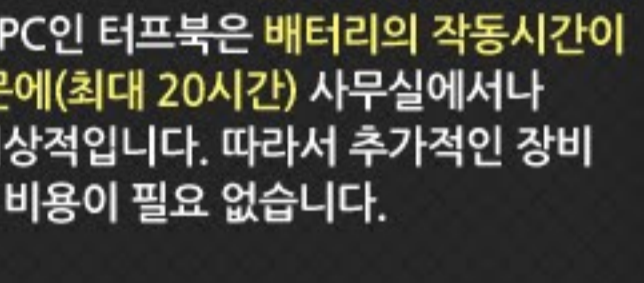 PC인 터프북은 배터리의 작동시간이
문에(최대 20시간) 사무실에서나
상적입니다. 따라서 추가적인 장비
비용이 필요 없습니다.